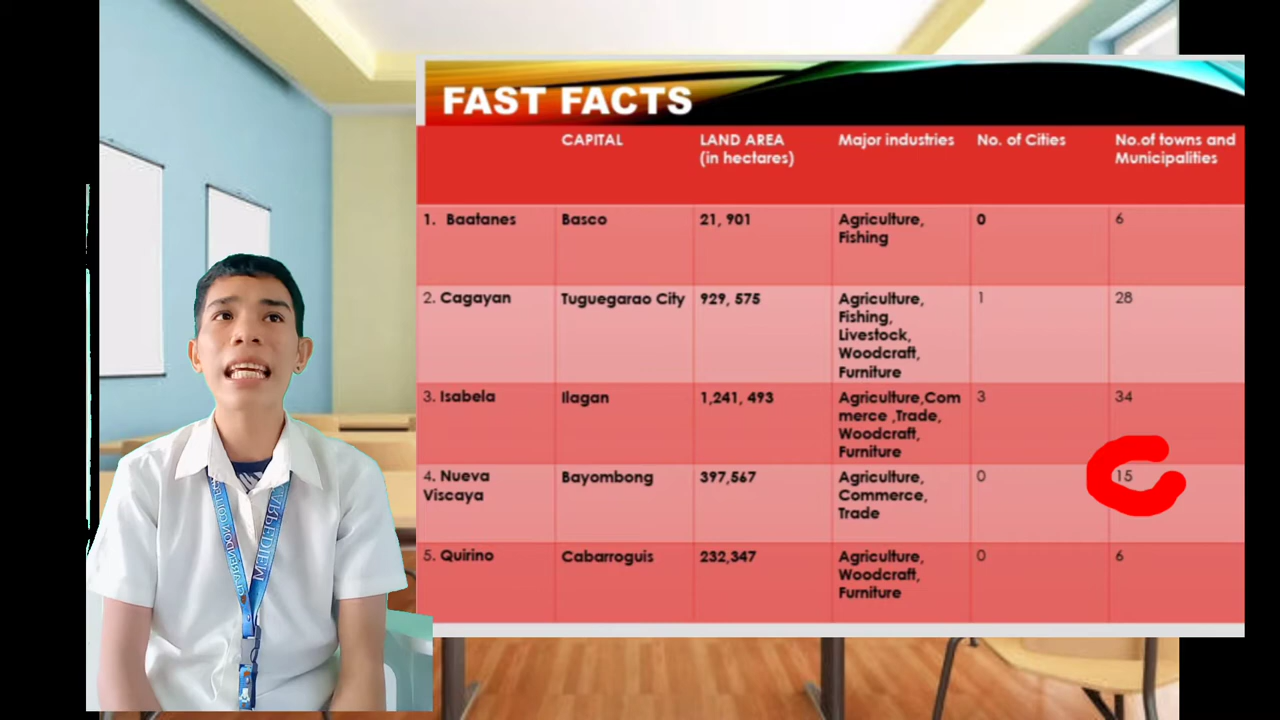 FAST FACTS
CAPITAL
LAND AREA
(in hectares)
Major industries
No. of Cities
No.of towns and
Municipalities
1. Baatanes
Basco
21, 901
Agriculture,
Fishing
0
6
2. Cagayan
Tuguegarao City
929, 575
Agriculture,
Fishing,
Livestock,
Woodcraft,
Furniture
1
28
3. Isabela
Ilagan
1,241, 493
Agriculture,Com
merce ,Trade,
Woodcraft,
Furniture
3
34
4. Nueva
Viscaya
Bayombong
397,567
Agriculture,
Commerce,
Trade
0
15
5. Quirino
Cabarroguis
232,347
Agriculture,
Woodcraft,
Furniture
0
6
CARPEDIEM